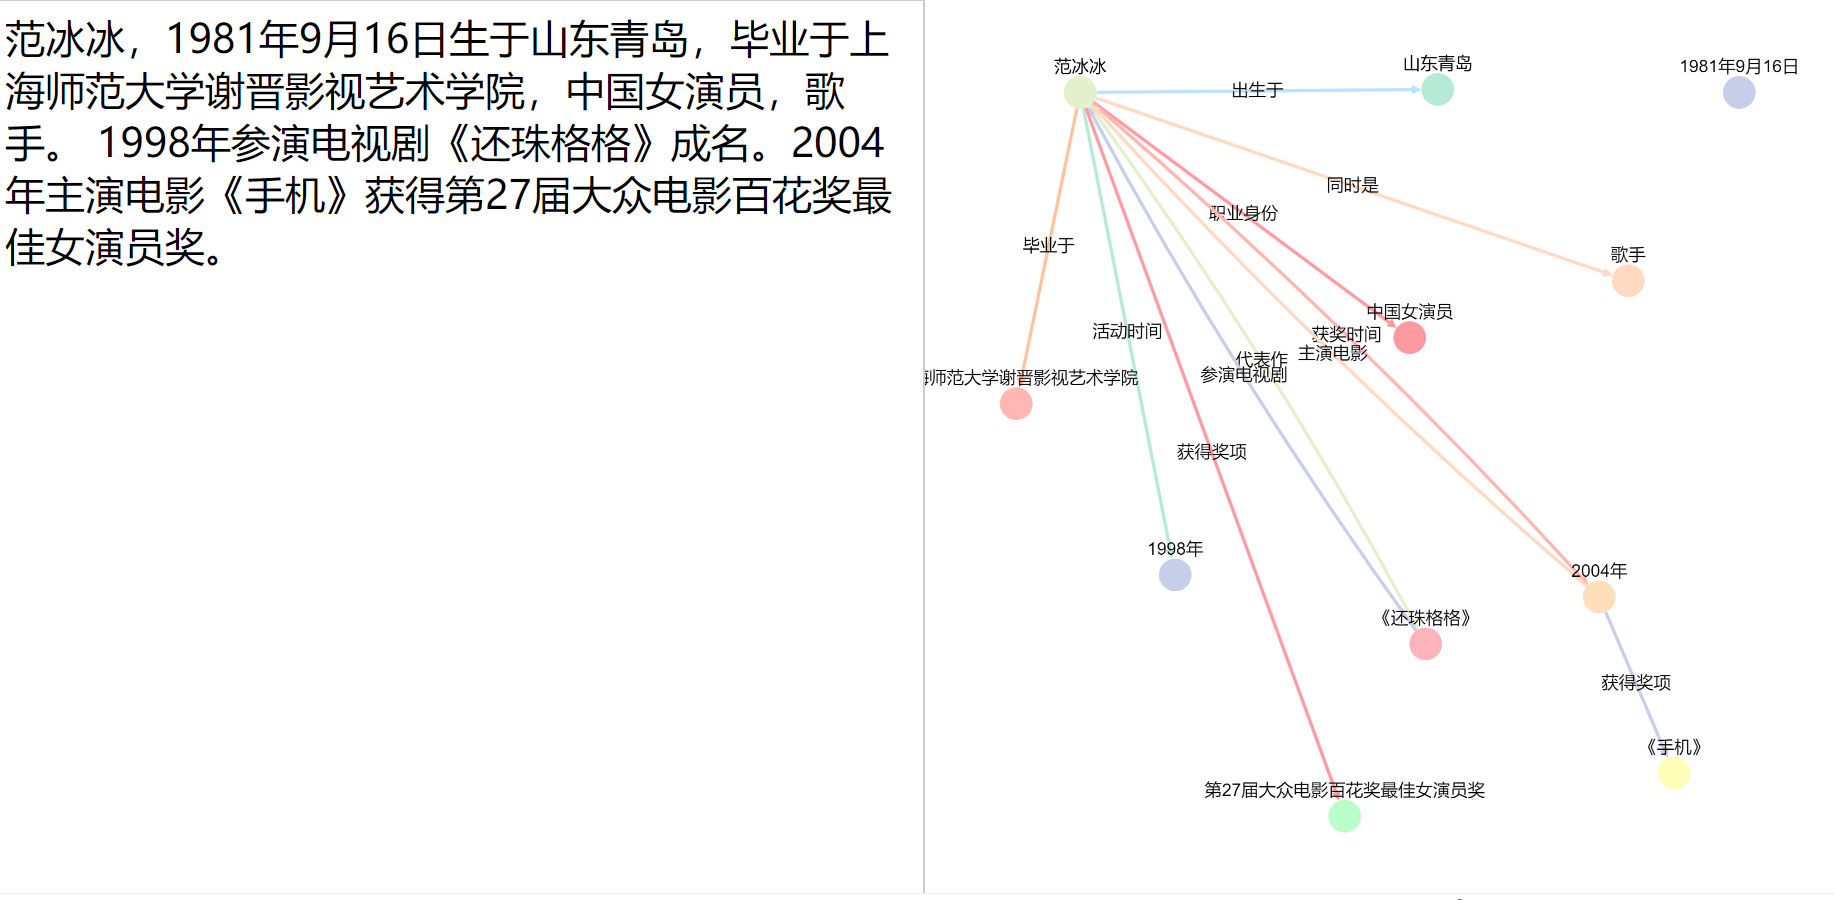 范冰冰，1981年9月16日生于山东青岛，毕业于上
海师范大学谢晋影视艺术学院，中国女演员，歌
手。 1998年参演电视剧《还珠格格》成名。2004
年主演电影《手机》获得第27届大众电影百花奖最
佳女演员奖。
范冰冰
山东青岛
1981年9月16日
出生于
同时是
职业身份
毕业于
歌手
中国女演员
活动时间
获奖时间
主演电影
代表作
参演电视剧
师范大学谢晋影视艺术学院
获得奖项
1998年
2004年
《还珠格格》
获得奖项
《手机》
第27届大众电影百花奖最佳女演员奖